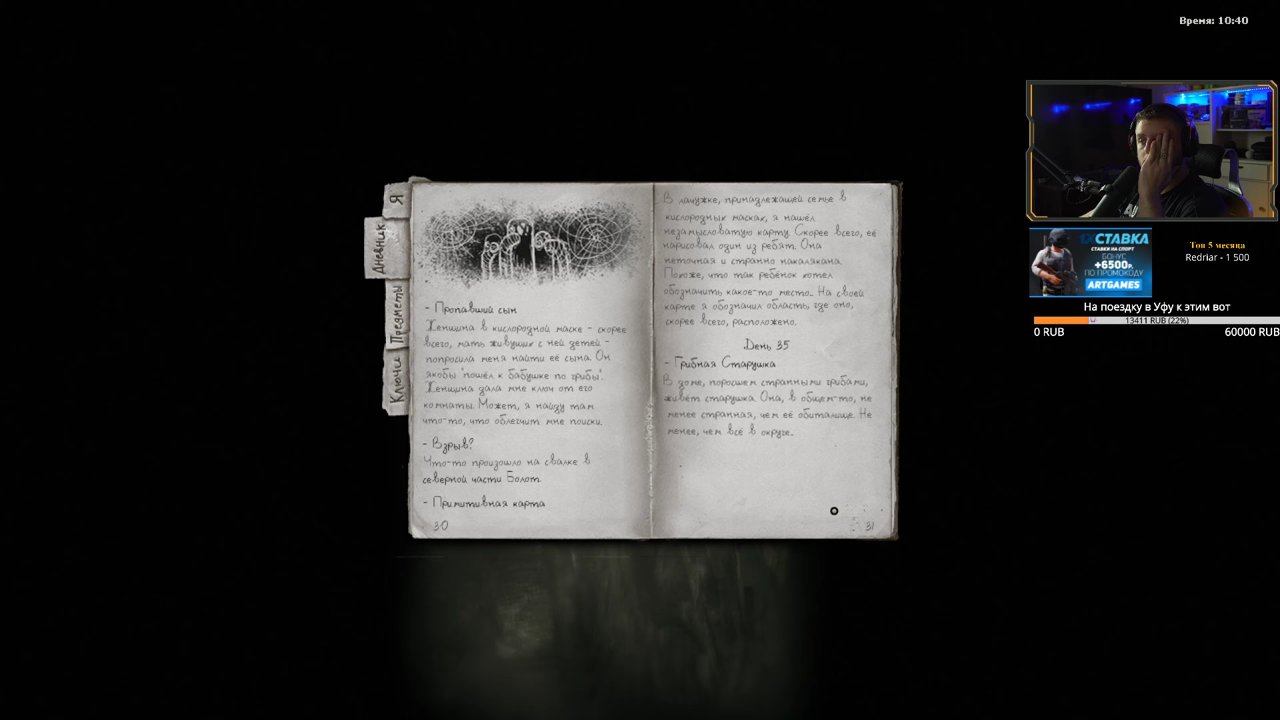 Время: 10:40
Я
Дневник
Предметы
Ключи
- Пропавший сын
Женщина в кислородной маске - скорее
всего, мать живущих с ней детей -
попросила меня найти её сына. Он
якобы "пошёл к бабушке по грибы".
Женщина дала мне ключ от его
комнаты. Может, я найду там
что-то, что облегчит мне поиски.
- Взрыв?
Что-то произошло на свалке в
северной части Болот.
- Примитивная карта
30
В лачужке, принадлежащей семье в
кислородных масках, я нашёл
незамысловатую карту. Скорее всего, её
нарисовал один из ребят. Она
неточная и странно накалякана.
Похоже, что так ребёнок хотел
обозначить какое-то место. На своей
карте я обозначил область, где оно,
скорее всего, расположено.
День 35
- Грибная Старушка
В доме, поросшем странными грибами,
живёт старушка. Она, в общем-то, не
менее странная, чем её обиталище. Не
менее, чем всё в округе.
31
1XСТАВКА
СТАВКИ НА СПОРТ
БОНУС
+6500₽
ПО ПРОМОКОДУ
ARTGAMES
Топ 5 месяца
Redriar - 1 500
На поездку в Уфу к этим вот
13411 RUB (22%)
0 RUB
60000 RUB